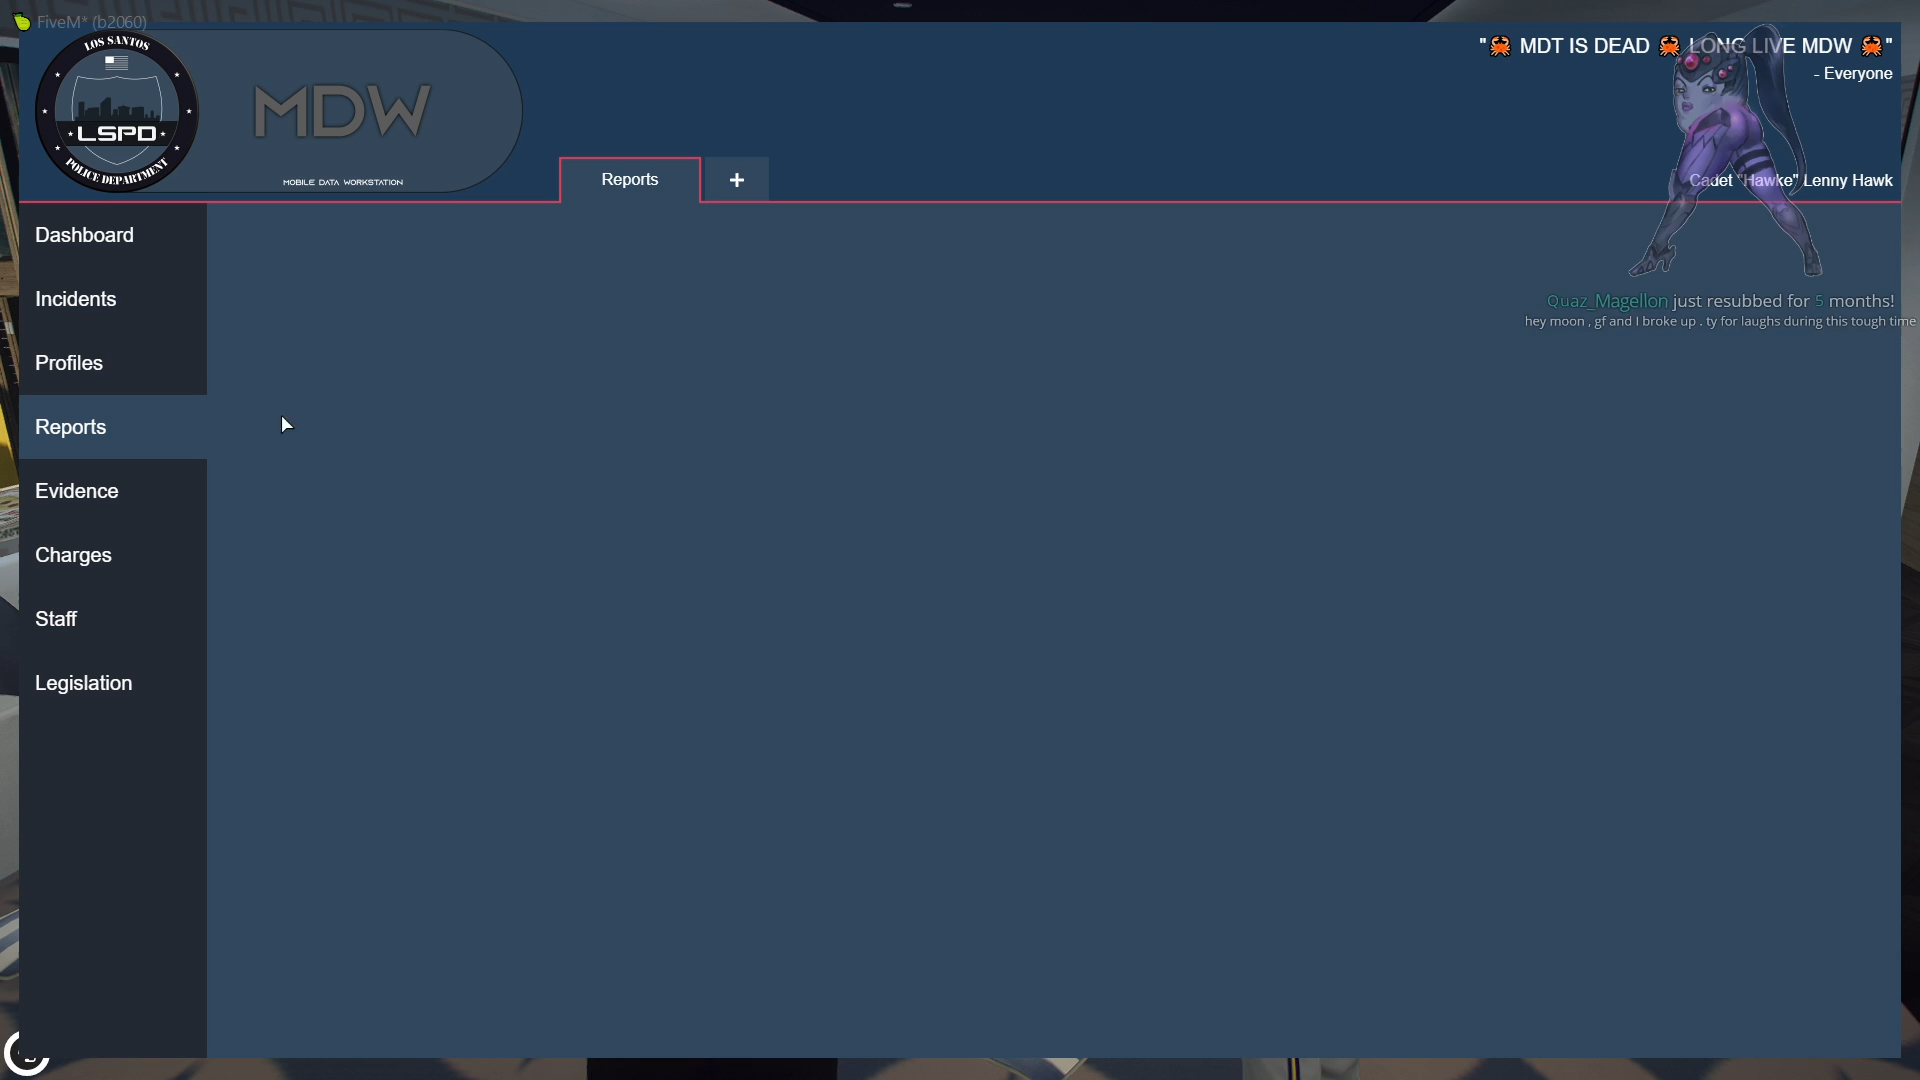 FiveM* (b2060)
LOS SANTOS
LSPD
POLICE DEPARTMENT
MDW
MOBILE DATA WORKSTATION
Reports
+
"🦀 MDT IS DEAD 🦀 LONG LIVE MDW 🦀"
- Everyone
Cadet "Hawke" Lenny Hawk
Quaz_Magellon just resubbed for 5 months!
hey moon , gf and I broke up . ty for laughs during this tough time
Dashboard
Incidents
Profiles
Reports
Evidence
Charges
Staff
Legislation